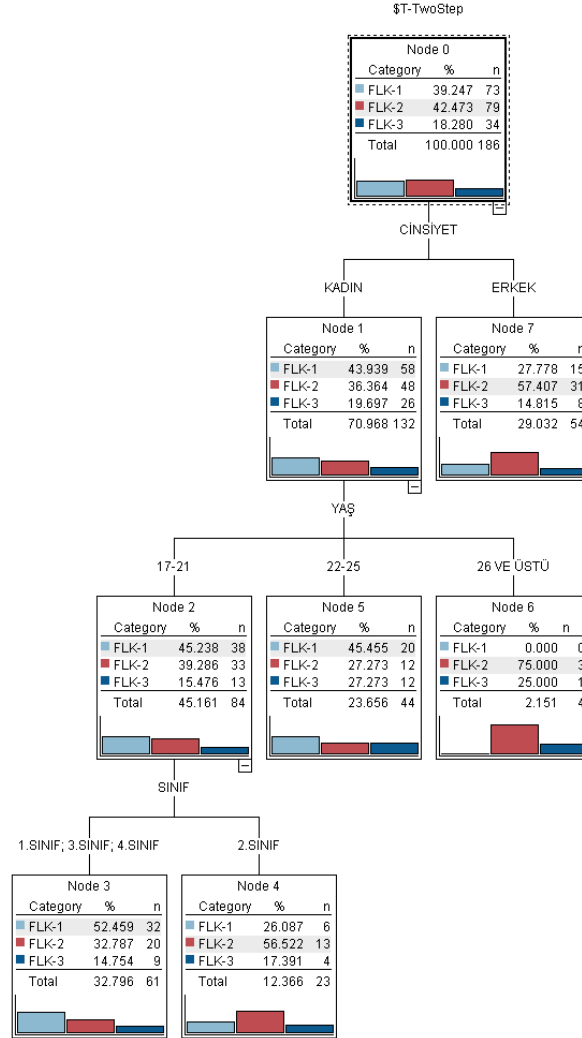 $T-TwoStep
Node 0
Category % n
FLK-1 39.247 73
FLK-2 42.473 79
FLK-3 18.280 34
Total 100.000 186
CİNSİYET
KADIN ERKEK
Node 1
Category % n
FLK-1 43.939 58
FLK-2 36.364 48
FLK-3 19.697 26
Total 70.968 132
Node 7
Category % n
FLK-1 27.778 15
FLK-2 57.407 31
FLK-3 14.815 8
Total 29.032 54
YAŞ
17-21 22-25 26 VE ÜSTÜ
Node 2
Category % n
FLK-1 45.238 38
FLK-2 39.286 33
FLK-3 15.476 13
Total 45.161 84
Node 5
Category % n
FLK-1 45.455 20
FLK-2 27.273 12
FLK-3 27.273 12
Total 23.656 44
Node 6
Category % n
FLK-1 0.000 0
FLK-2 75.000 3
FLK-3 25.000 1
Total 2.151 4
SINIF
1.SINIF; 3.SINIF; 4.SINIF 2.SINIF
Node 3
Category % n
FLK-1 52.459 32
FLK-2 32.787 20
FLK-3 14.754 9
Total 32.796 61
Node 4
Category % n
FLK-1 26.087 6
FLK-2 56.522 13
FLK-3 17.391 4
Total 12.366 23